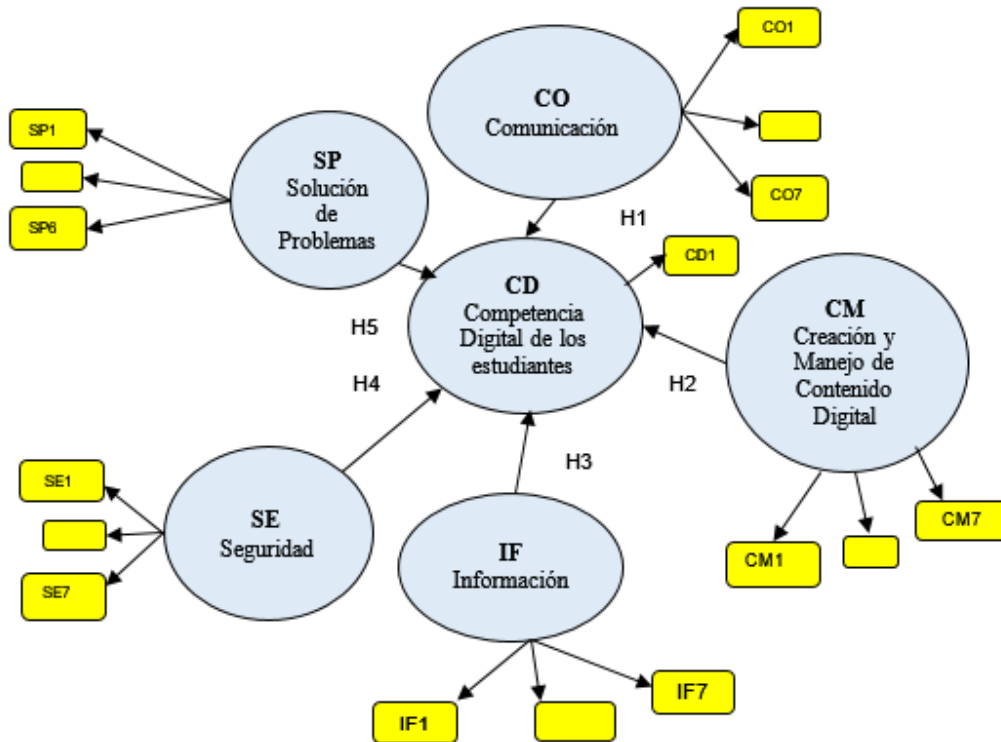 CO1
CO
Comunicación
CO7
SP1
SP6
SP
Solución
de
Problemas
H1
CD1
CD
Competencia
Digital de los
estudiantes
H5
H4
H2
H3
CM
Creación y
Manejo de
Contenido
Digital
CM1
CM7
SE1
SE7
SE
Seguridad
IF
Información
IF1
IF7